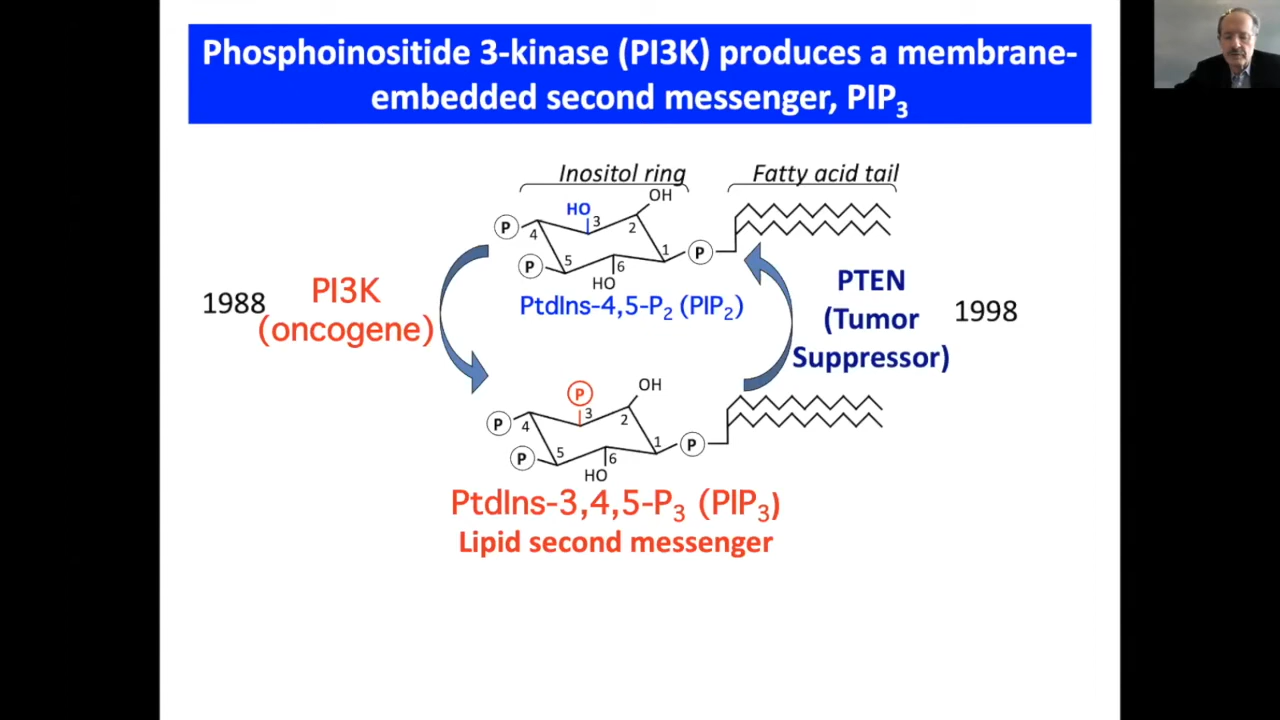 Phosphoinositide 3-kinase (PI3K) produces a membrane-
embedded second messenger, PIP3
Inositol ring
Fatty acid tail
HO
OH
P
3
4
2
1
P
P
5
6
HO
PtdIns-4,5-P2 (PIP2)
1988
PI3K
(oncogene)
PTEN
(Tumor
Suppressor)
1998
P
OH
P
3
4
2
1
P
P
5
6
HO
PtdIns-3,4,5-P3 (PIP3)
Lipid second messenger